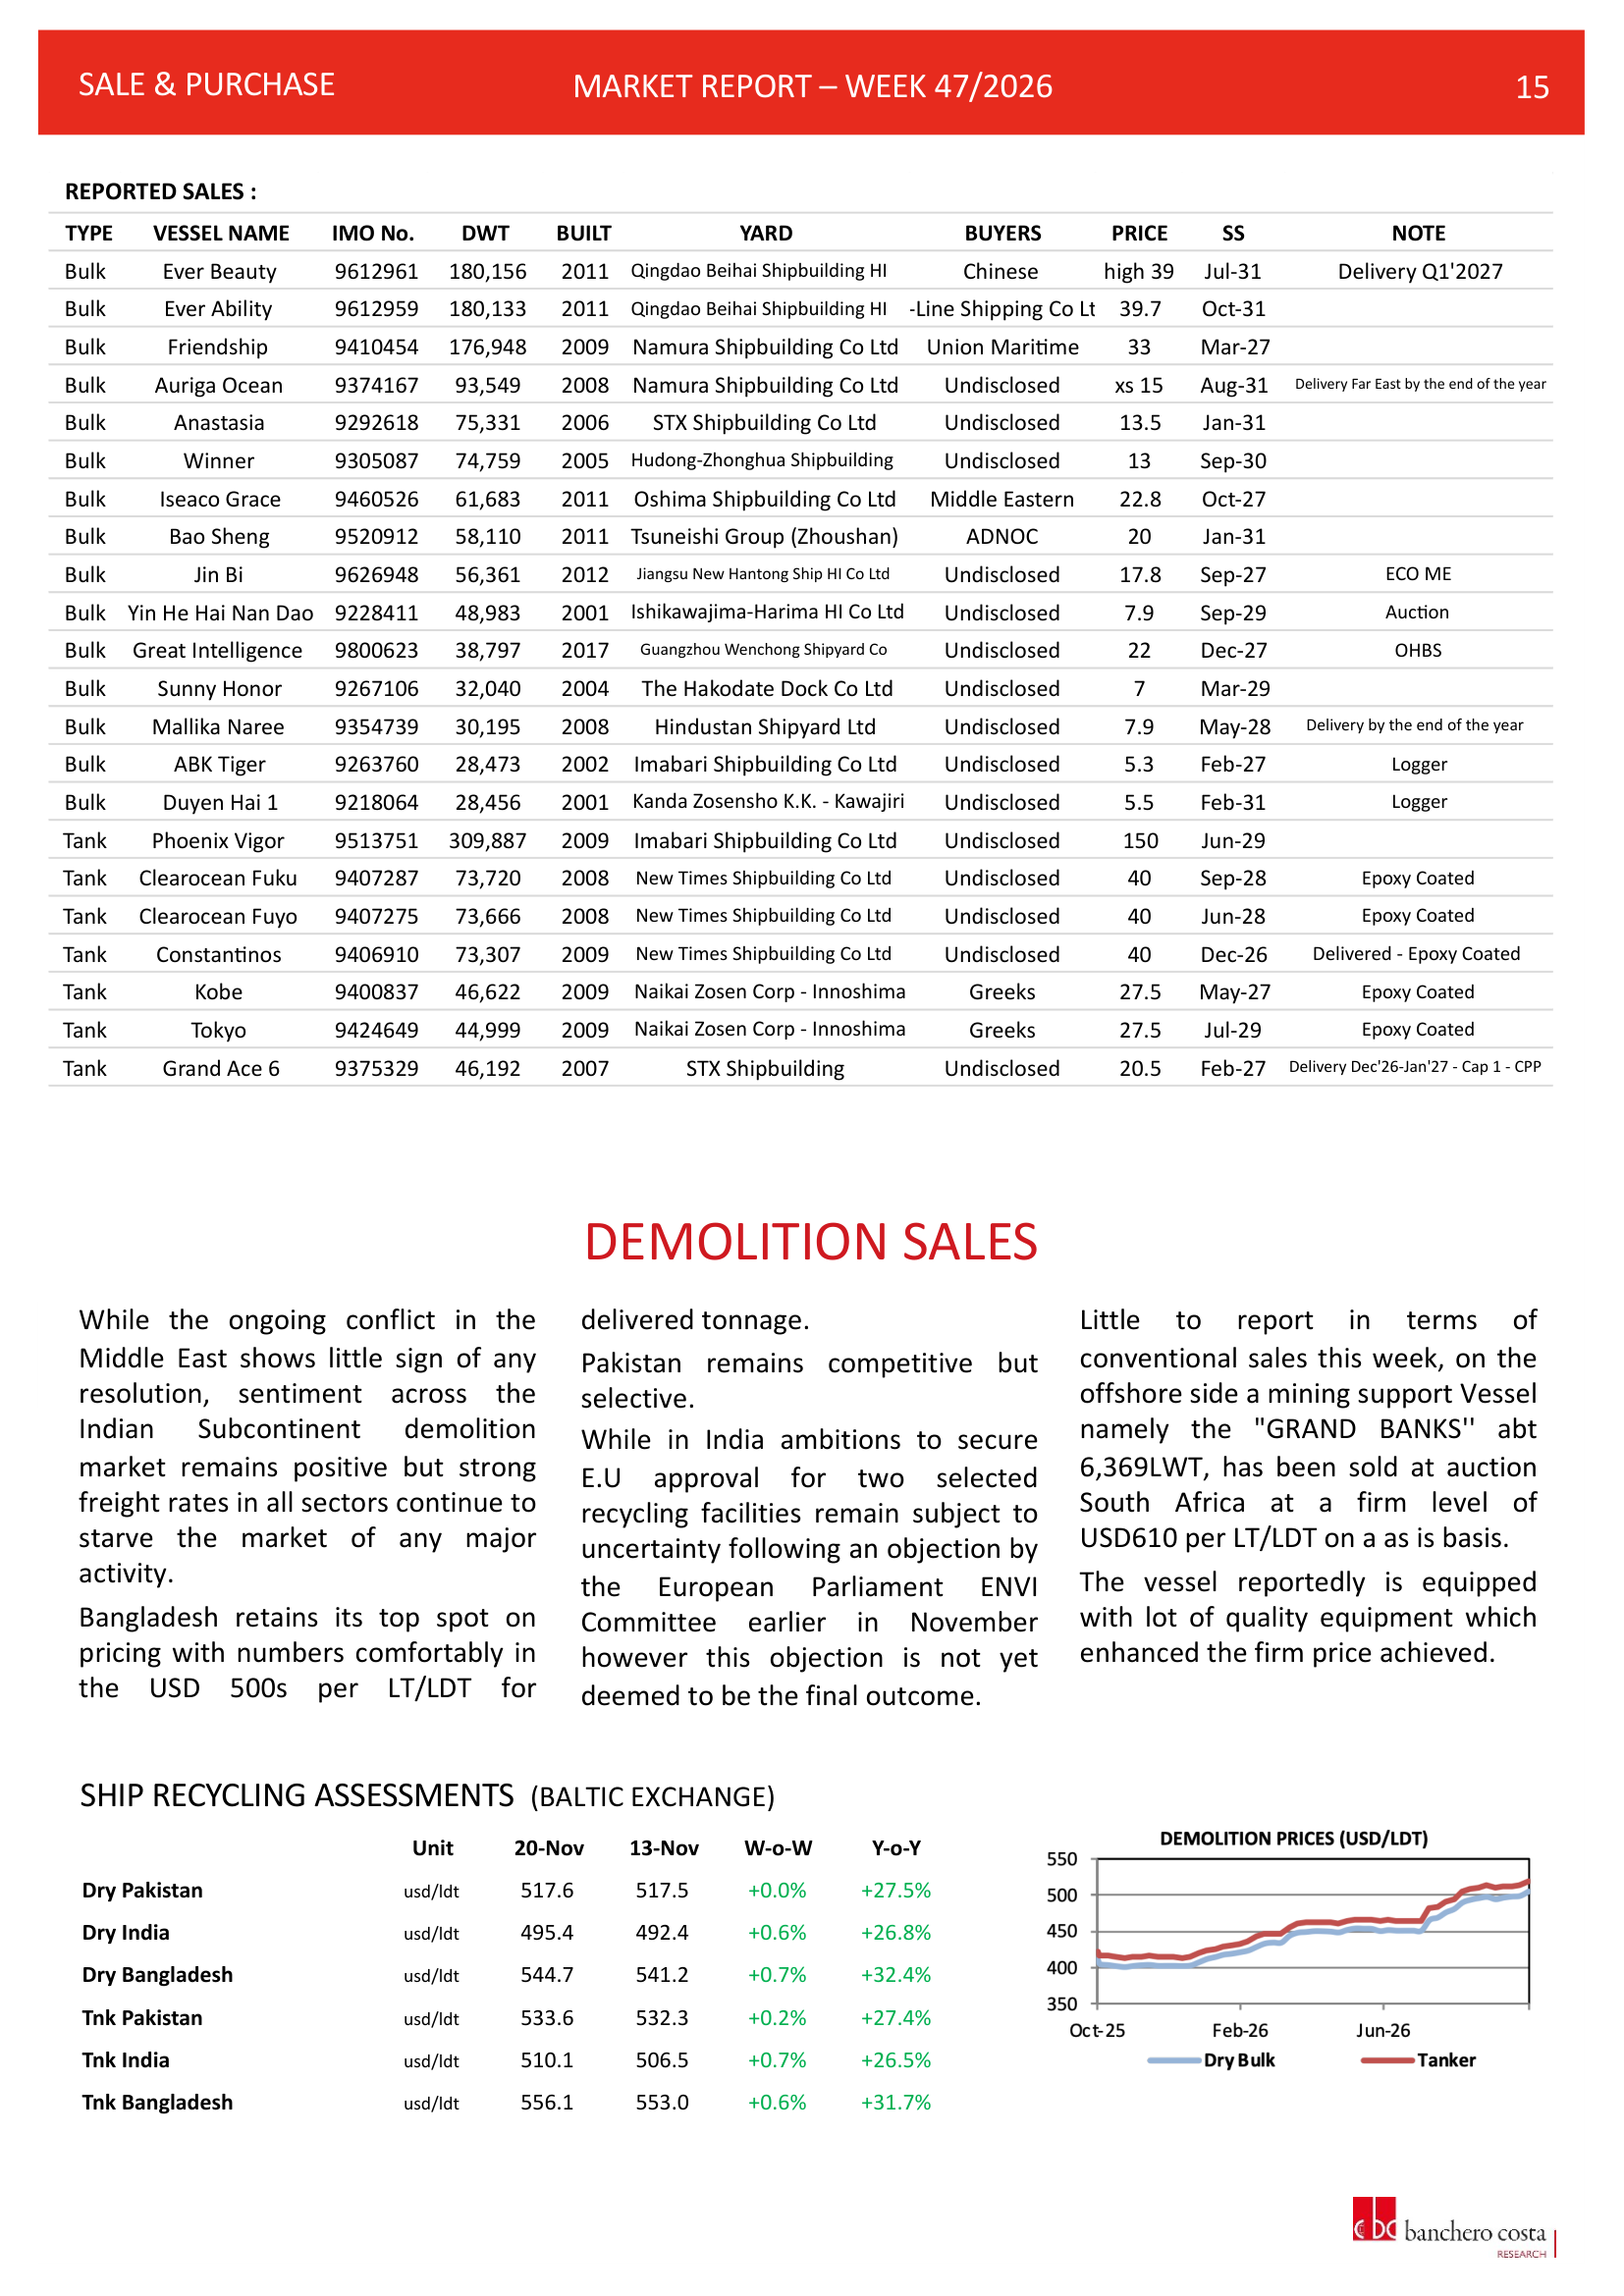 SALE & PURCHASE MARKET REPORT – WEEK 47/2026 15
REPORTED SALES :
TYPE VESSEL NAME IMO No. DWT BUILT YARD BUYERS PRICE SS NOTE
Bulk Ever Beauty 9612961 180,156 2011 Qingdao Beihai Shipbuilding HI Chinese high 39 Jul-31 Delivery Q1'2027
Bulk Ever Ability 9612959 180,133 2011 Qingdao Beihai Shipbuilding HI -Line Shipping Co Lt 39.7 Oct-31
Bulk Friendship 9410454 176,948 2009 Namura Shipbuilding Co Ltd Union Maritime 33 Mar-27
Bulk Auriga Ocean 9374167 93,549 2008 Namura Shipbuilding Co Ltd Undisclosed xs 15 Aug-31 Delivery Far East by the end of the year
Bulk Anastasia 9292618 75,331 2006 STX Shipbuilding Co Ltd Undisclosed 13.5 Jan-31
Bulk Winner 9305087 74,759 2005 Hudong-Zhonghua Shipbuilding Undisclosed 13 Sep-30
Bulk Iseaco Grace 9460526 61,683 2011 Oshima Shipbuilding Co Ltd Middle Eastern 22.8 Oct-27
Bulk Bao Sheng 9520912 58,110 2011 Tsuneishi Group (Zhoushan) ADNOC 20 Jan-31
Bulk Jin Bi 9626948 56,361 2012 Jiangsu New Hantong Ship HI Co Ltd Undisclosed 17.8 Sep-27 ECO ME
Bulk Yin He Hai Nan Dao 9228411 48,983 2001 Ishikawajima-Harima HI Co Ltd Undisclosed 7.9 Sep-29 Auction
Bulk Great Intelligence 9800623 38,797 2017 Guangzhou Wenchong Shipyard Co Undisclosed 22 Dec-27 OHBS
Bulk Sunny Honor 9267106 32,040 2004 The Hakodate Dock Co Ltd Undisclosed 7 Mar-29
Bulk Mallika Naree 9354739 30,195 2008 Hindustan Shipyard Ltd Undisclosed 7.9 May-28 Delivery by the end of the year
Bulk ABK Tiger 9263760 28,473 2002 Imabari Shipbuilding Co Ltd Undisclosed 5.3 Feb-27 Logger
Bulk Duyen Hai 1 9218064 28,456 2001 Kanda Zosensho K.K. - Kawajiri Undisclosed 5.5 Feb-31 Logger
Tank Phoenix Vigor 9513751 309,887 2009 Imabari Shipbuilding Co Ltd Undisclosed 150 Jun-29
Tank Clearocean Fuku 9407287 73,720 2008 New Times Shipbuilding Co Ltd Undisclosed 40 Sep-28 Epoxy Coated
Tank Clearocean Fuyo 9407275 73,666 2008 New Times Shipbuilding Co Ltd Undisclosed 40 Jun-28 Epoxy Coated
Tank Constantinos 9406910 73,307 2009 New Times Shipbuilding Co Ltd Undisclosed 40 Dec-26 Delivered - Epoxy Coated
Tank Kobe 9400837 46,622 2009 Naikai Zosen Corp - Innoshima Greeks 27.5 May-27 Epoxy Coated
Tank Tokyo 9424649 44,999 2009 Naikai Zosen Corp - Innoshima Greeks 27.5 Jul-29 Epoxy Coated
Tank Grand Ace 6 9375329 46,192 2007 STX Shipbuilding Undisclosed 20.5 Feb-27 Delivery Dec'26-Jan'27 - Cap 1 - CPP
DEMOLITION SALES
While the ongoing conflict in the
Middle East shows little sign of any
resolution, sentiment across the
Indian Subcontinent demolition
market remains positive but strong
freight rates in all sectors continue to
starve the market of any major
activity.
Bangladesh retains its top spot on
pricing with numbers comfortably in
the USD 500s per LT/LDT for
delivered tonnage.
Pakistan remains competitive but
selective.
While in India ambitions to secure
E.U approval for two selected
recycling facilities remain subject to
uncertainty following an objection by
the European Parliament ENVI
Committee earlier in November
however this objection is not yet
deemed to be the final outcome.
Little to report in terms of
conventional sales this week, on the
offshore side a mining support Vessel
namely the "GRAND BANKS'' abt
6,369LWT, has been sold at auction
South Africa at a firm level of
USD610 per LT/LDT on a as is basis.
The vessel reportedly is equipped
with lot of quality equipment which
enhanced the firm price achieved.
SHIP RECYCLING ASSESSMENTS (BALTIC EXCHANGE)
Unit 20-Nov 13-Nov W-o-W Y-o-Y
Dry Pakistan usd/ldt 517.6 517.5 +0.0% +27.5%
Dry India usd/ldt 495.4 492.4 +0.6% +26.8%
Dry Bangladesh usd/ldt 544.7 541.2 +0.7% +32.4%
Tnk Pakistan usd/ldt 533.6 532.3 +0.2% +27.4%
Tnk India usd/ldt 510.1 506.5 +0.7% +26.5%
Tnk Bangladesh usd/ldt 556.1 553.0 +0.6% +31.7%
DEMOLITION PRICES (USD/LDT)
550
500
450
400
350
Oct-25 Feb-26 Jun-26
Dry Bulk Tanker
bc banchero costa
RESEARCH